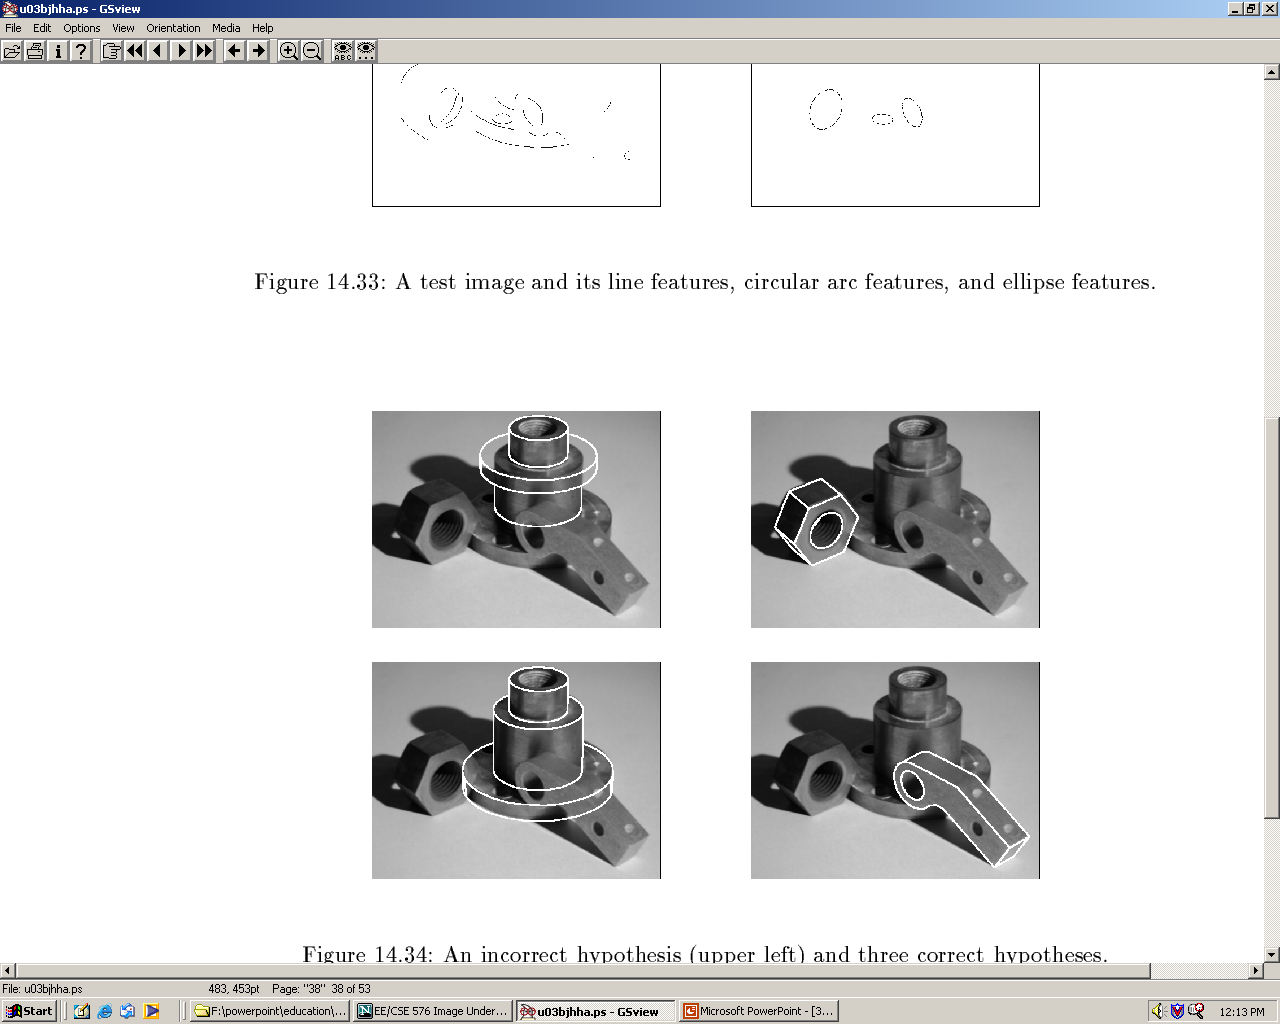 u03bjhha.ps - GSview
File Edit Options View Orientation Media Help
ABC
Figure 14.33: A test image and its line features, circular arc features, and ellipse features.
Figure 14.34: An incorrect hypothesis (upper left) and three correct hypotheses.
File: u03bjhha.ps 483, 453pt Page: "38" 38 of 53
Start F:\powerpoint\education\... EE/CSE 576 Image Under... u03bjhha.ps - GSview Microsoft PowerPoint - [3... 12:13 PM